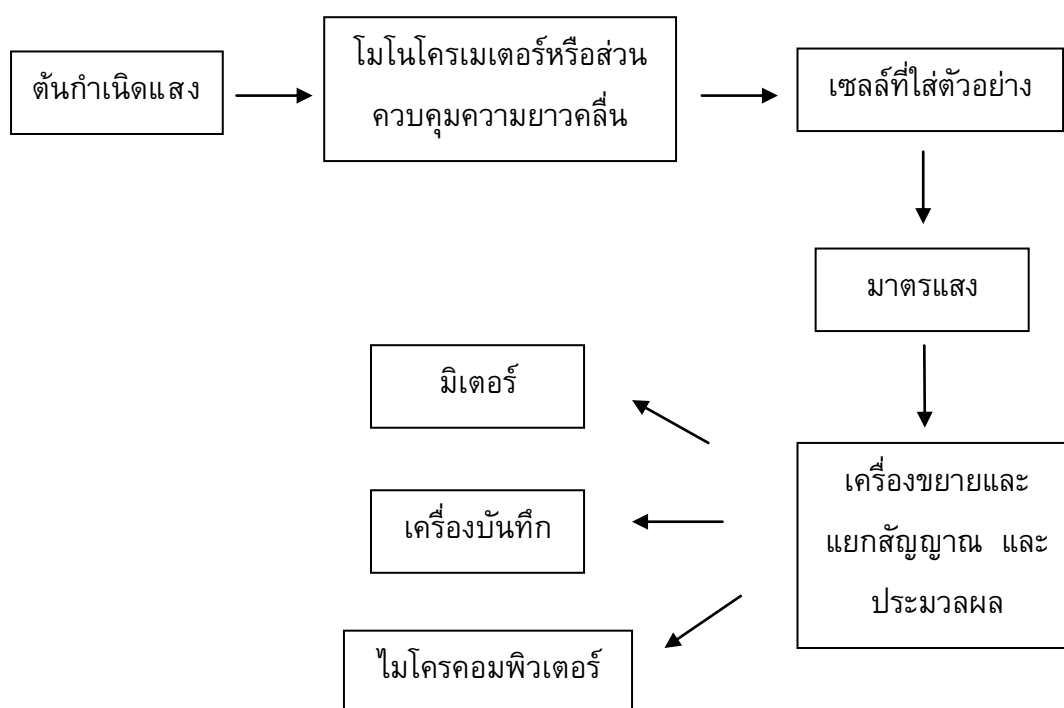 ต้นกำเนิดแสง
โมโนโครเมเตอร์หรือส่วน
ควบคุมความยาวคลื่น
เซลล์ที่ใส่ตัวอย่าง
มาตรแสง
เครื่องขยายและ
แยกสัญญาณ และ
ประมวลผล
มิเตอร์
เครื่องบันทึก
ไมโครคอมพิวเตอร์